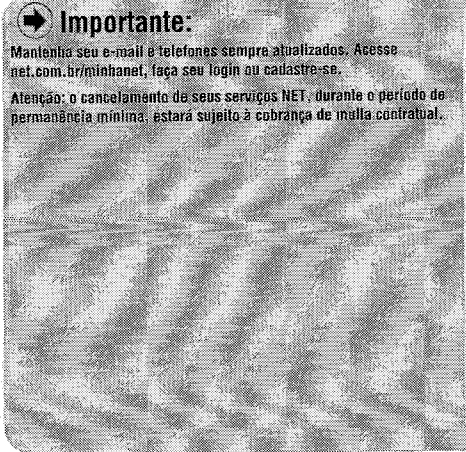 Importante:
Mantenha seu e-mail e telefones sempre atualizados. Acesse
net.com.br/minhanet, faça seu login ou cadastre-se.
Atenção: o cancelamento de seus serviços NET, durante o período de
permanência mínima, estará sujeito à cobrança de multa contratual.